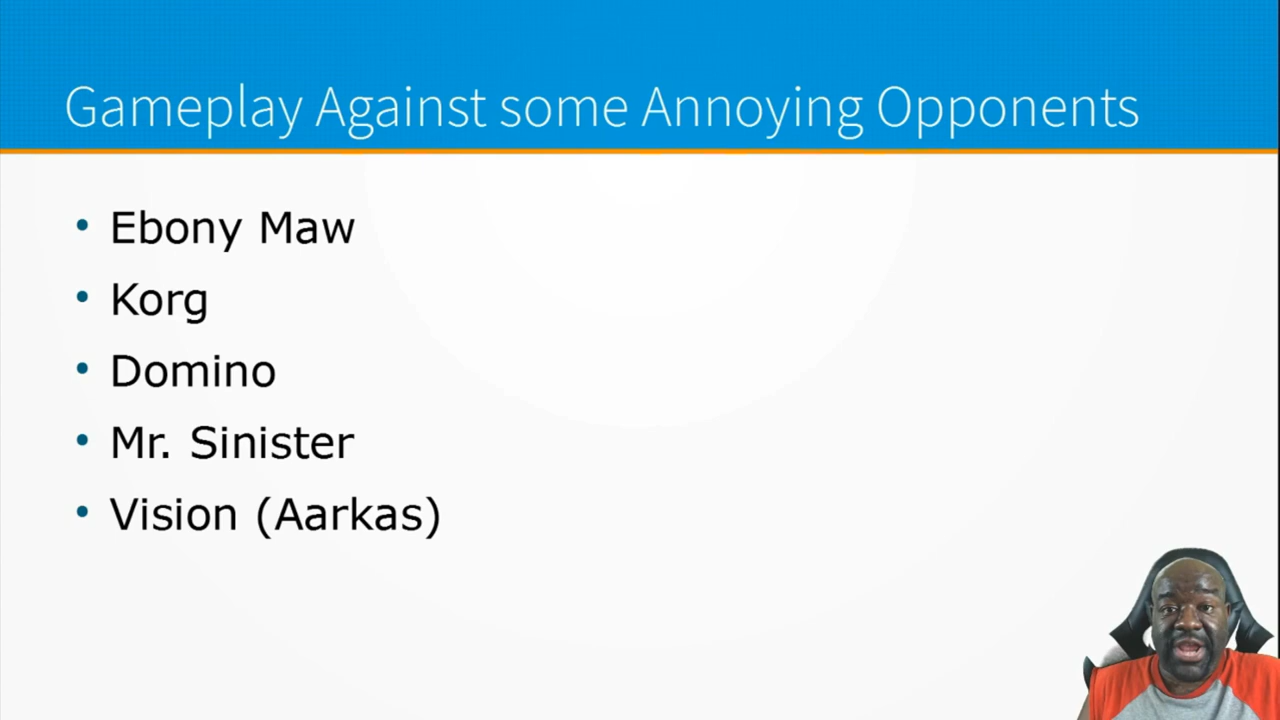 Gameplay Against some Annoying Opponents
• Ebony Maw
• Korg
• Domino
• Mr. Sinister
• Vision (Aarkas)